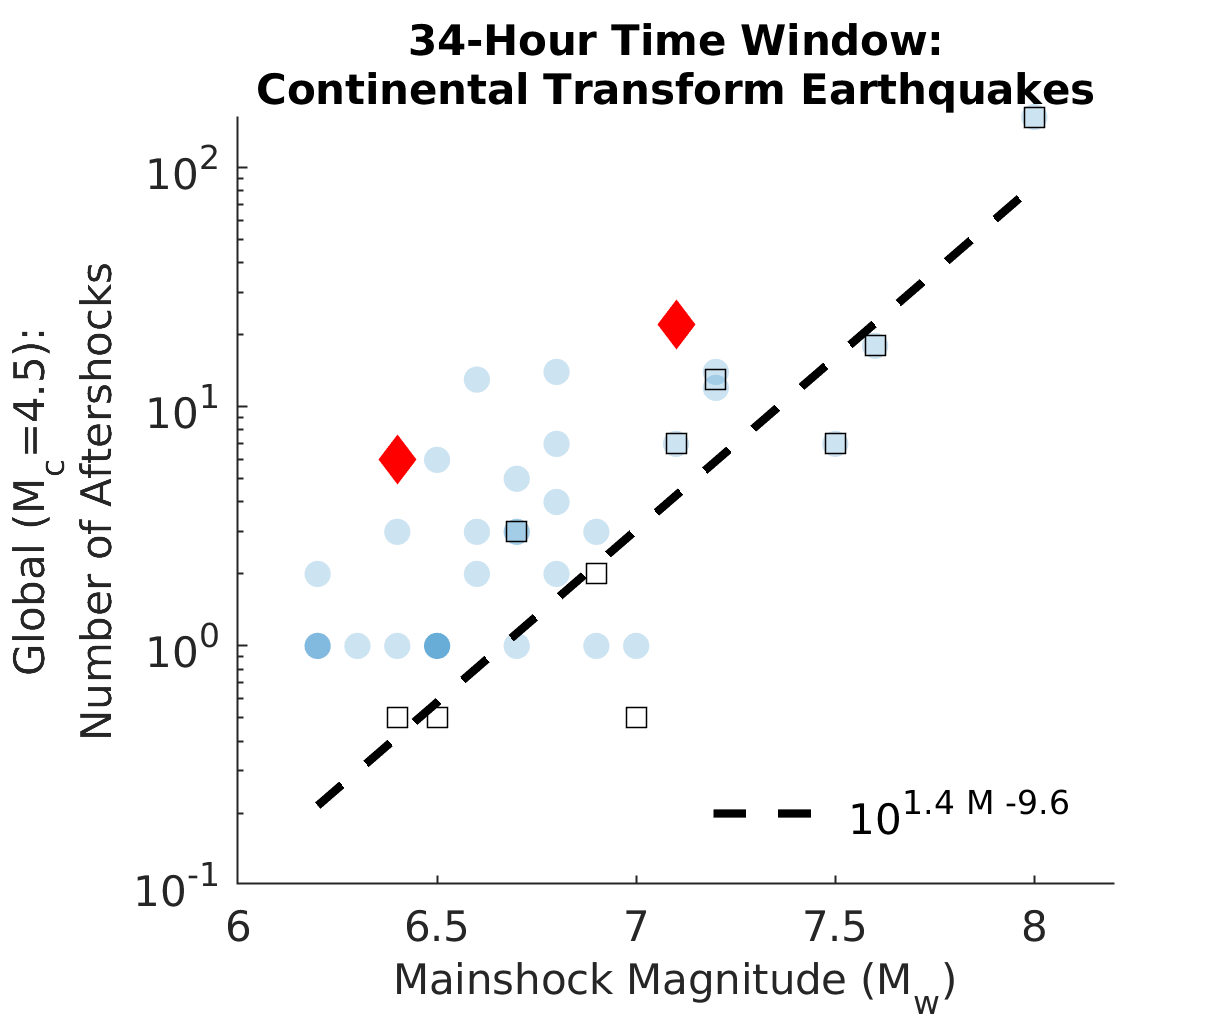 34-Hour Time Window:
Continental Transform Earthquakes
Global (M_c=4.5):
Number of Aftershocks
10^2
10^1
10^0
10^-1
6 6.5 7 7.5 8
10^1.4 M -9.6
Mainshock Magnitude (M_w)